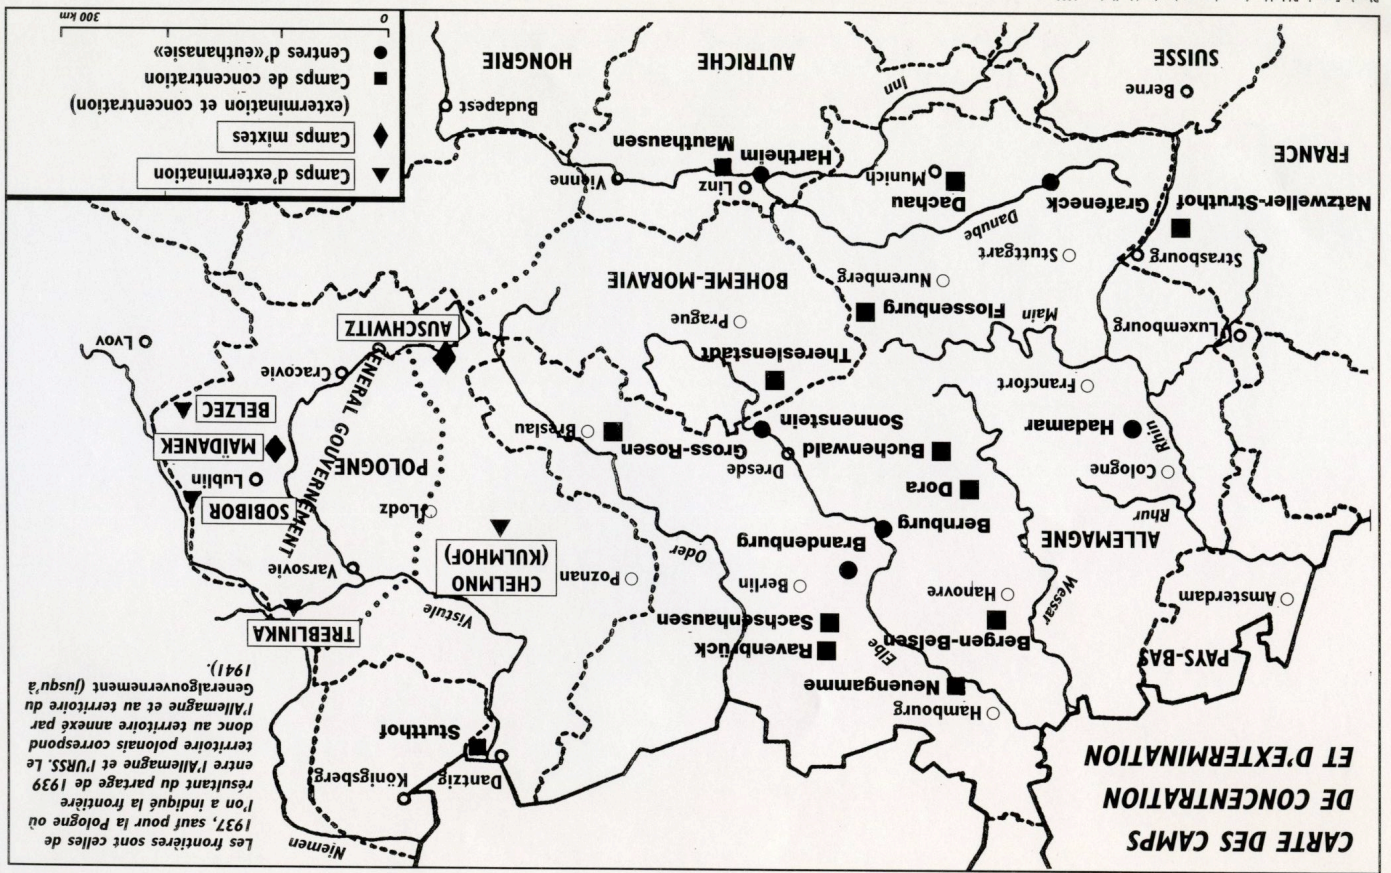 CARTE DES CAMPS
DE CONCENTRATION
ET D'EXTERMINATION
Les frontières sont celles de
1937, sauf pour la Pologne où
l'on a indiqué la frontière
résultant du partage de 1939
entre l'Allemagne et l'URSS. Le
territoire polonais correspond
donc au territoire annexé par
l'Allemagne et au territoire du
Generalgouvernement (jusqu'à
1941).
Niemen
Königsberg
Dantzig
Stutthof
Hambourg
Neuengamme
PAYS-BAS
Amsterdam
Bergen-Belsen
Hanovre
Wessar
Elbe
Ravenbrück
Sachsenhausen
Berlin
Brandenburg
Bernburg
Poznan
Vistule
TREBLINKA
Varsovie
CHELMNO
(KULMHOF)
Oder
Lodz
POLOGNE
GENERAL GOUVERNEMENT
SOBIBOR
Lublin
MAÏDANEK
BELZEC
Lvov
Cracovie
AUSCHWITZ
ALLEMAGNE
Rhur
Cologne
Rhin
Hadamar
Francfort
Dora
Buchenwald
Dresde
Sonnenstein
Gross-Rosen
Breslau
Theresienstadt
Prague
BOHEME-MORAVIE
Luxembourg
Main
Flossenburg
Nuremberg
Strasbourg
Stuttgart
Natzweller-Struthof
FRANCE
Grafeneck
Danube
Dachau
Munich
Linz
Hartheim
Mauthausen
Vienne
Budapest
Berne
SUISSE
Inn
AUTRICHE
HONGRIE
Camps d'extermination
Camps mixtes
(extermination et concentration)
Camps de concentration
Centres d'«euthanasie»
0 300 km